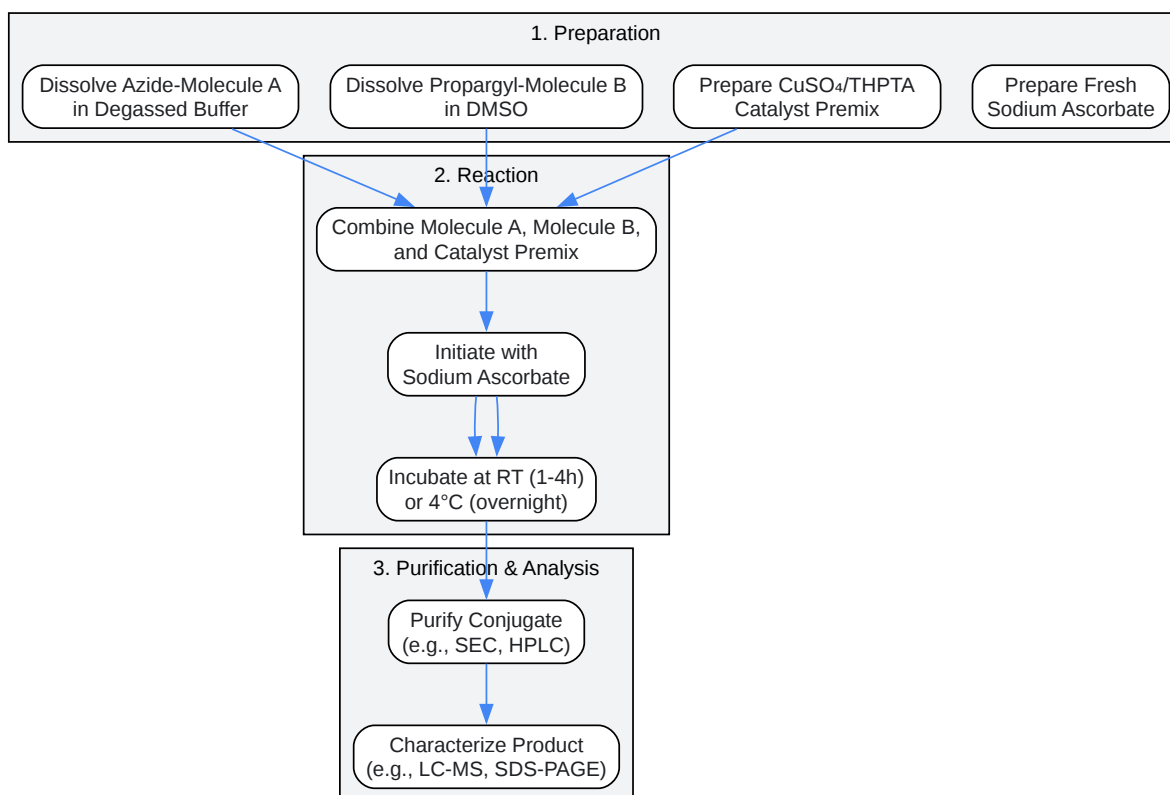 1. Preparation
Dissolve Azide-Molecule A
in Degassed Buffer
Dissolve Propargyl-Molecule B
in DMSO
Prepare CuSO₄/THPTA
Catalyst Premix
Prepare Fresh
Sodium Ascorbate
2. Reaction
Combine Molecule A, Molecule B,
and Catalyst Premix
Initiate with
Sodium Ascorbate
Incubate at RT (1-4h)
or 4°C (overnight)
3. Purification & Analysis
Purify Conjugate
(e.g., SEC, HPLC)
Characterize Product
(e.g., LC-MS, SDS-PAGE)